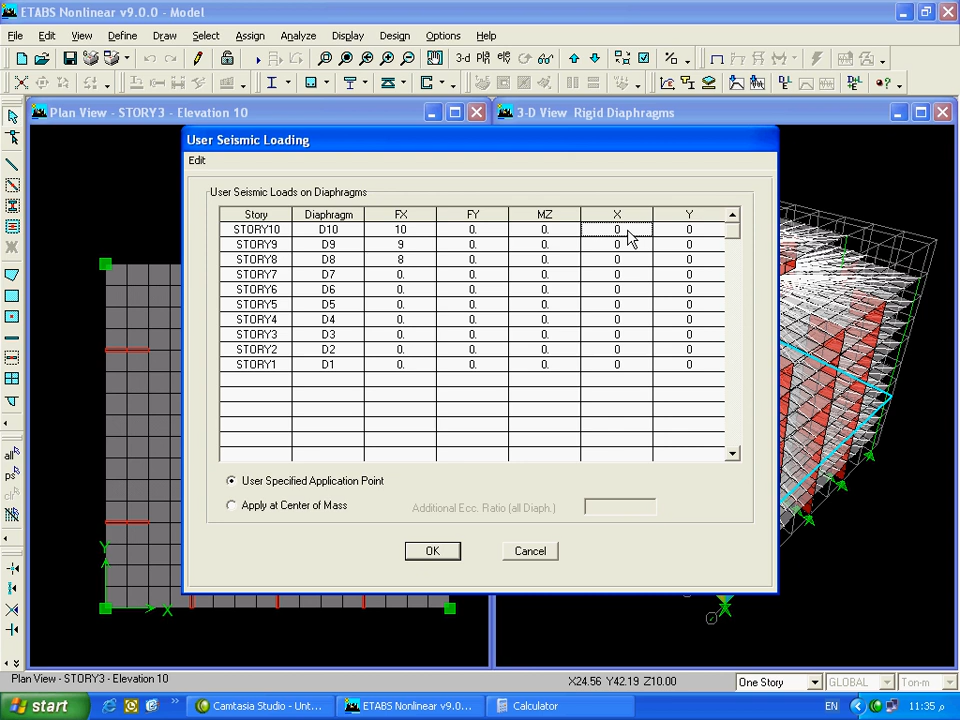 ETABS Nonlinear v9.0.0 - Model
File Edit View Define Draw Select Assign Analyze Display Design Options Help
3-d
all
ps
clr
Plan View - STORY3 - Elevation 10
3-D View Rigid Diaphragms
User Seismic Loading
Edit
User Seismic Loads on Diaphragms
Story Diaphragm FX FY MZ X Y
STORY10 D10 10 0. 0. 0 0
STORY9 D9 9 0. 0. 0 0
STORY8 D8 8 0. 0. 0 0
STORY7 D7 0. 0. 0. 0 0
STORY6 D6 0. 0. 0. 0 0
STORY5 D5 0. 0. 0. 0 0
STORY4 D4 0. 0. 0. 0 0
STORY3 D3 0. 0. 0. 0 0
STORY2 D2 0. 0. 0. 0 0
STORY1 D1 0. 0. 0. 0 0
User Specified Application Point
Apply at Center of Mass
Additional Ecc. Ratio (all Diaph.)
OK Cancel
Y
X
Plan View - STORY3 - Elevation 10
X24.56 Y42.19 Z10.00
One Story
GLOBAL
Ton-m
start
Camtasia Studio - Unt...
ETABS Nonlinear v9.0....
Calculator
EN
11:35 م